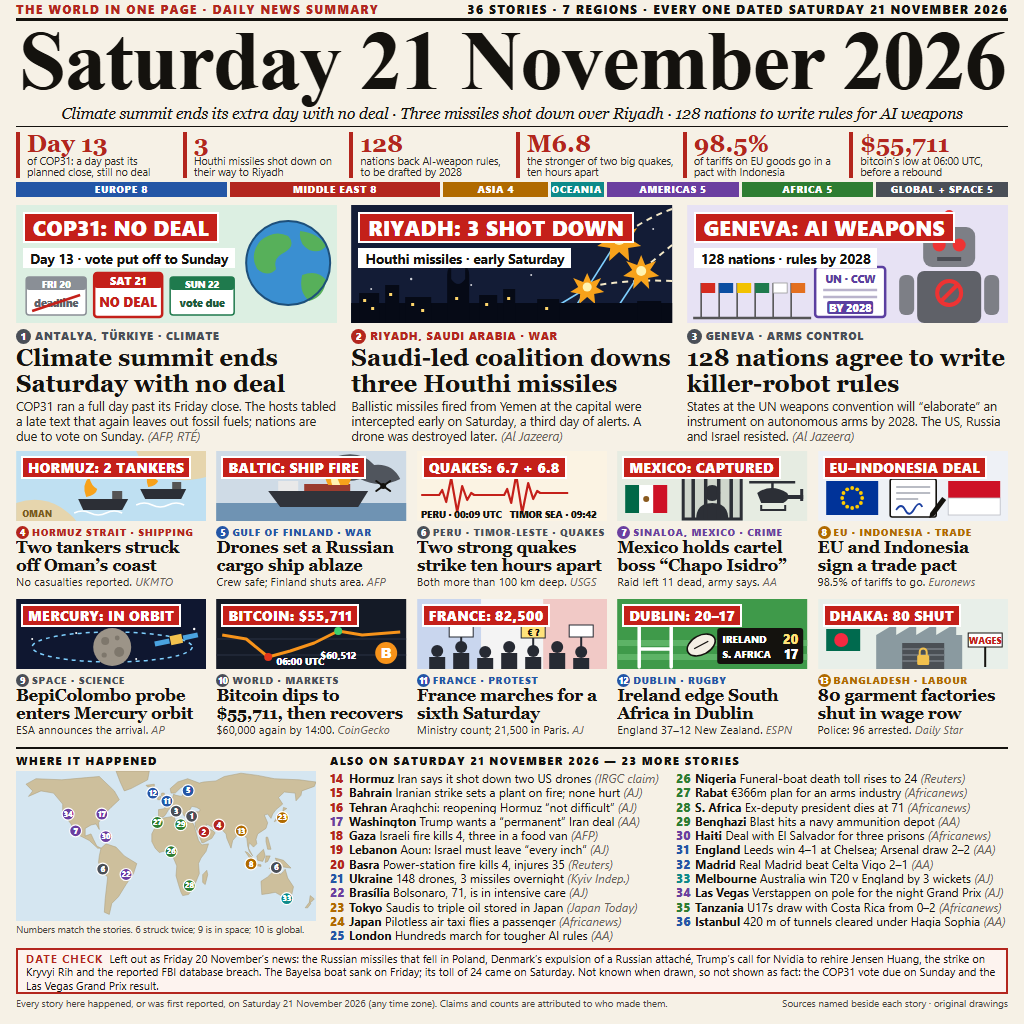 THE WORLD IN ONE PAGE · DAILY NEWS SUMMARY
36 STORIES · 7 REGIONS · EVERY ONE DATED SATURDAY 21 NOVEMBER 2026
Saturday 21 November 2026
Climate summit ends its extra day with no deal · Three missiles shot down over Riyadh · 128 nations to write rules for AI weapons
Day 13
of COP31: a day past its
planned close, still no deal
3
Houthi missiles shot down on
their way to Riyadh
128
nations back AI-weapon rules,
to be drafted by 2028
M6.8
the stronger of two big quakes,
ten hours apart
98.5%
of tariffs on EU goods go in a
pact with Indonesia
$55,711
bitcoin's low at 06:00 UTC,
before a rebound
EUROPE 8
MIDDLE EAST 8
ASIA 4
OCEANIA
AMERICAS 5
AFRICA 5
GLOBAL + SPACE 5
COP31: NO DEAL
Day 13 · vote put off to Sunday
FRI 20
deadline
SAT 21
NO DEAL
SUN 22
vote due
RIYADH: 3 SHOT DOWN
Houthi missiles · early Saturday
GENEVA: AI WEAPONS
128 nations · rules by 2028
UN · CCW
BY 2028
1 ANTALYA, TÜRKIYE · CLIMATE
Climate summit ends
Saturday with no deal
COP31 ran a full day past its Friday close. The hosts tabled
a late text that again leaves out fossil fuels; nations are
due to vote on Sunday. (AFP, RTÉ)
2 RIYADH, SAUDI ARABIA · WAR
Saudi-led coalition downs
three Houthi missiles
Ballistic missiles fired from Yemen at the capital were
intercepted early on Saturday, a third day of alerts. A
drone was destroyed later. (Al Jazeera)
3 GENEVA · ARMS CONTROL
128 nations agree to write
killer-robot rules
States at the UN weapons convention will “elaborate” an
instrument on autonomous arms by 2028. The US, Russia
and Israel resisted. (Al Jazeera)
HORMUZ: 2 TANKERS
OMAN
4 HORMUZ STRAIT · SHIPPING
Two tankers struck
off Oman's coast
No casualties reported. UKMTO
BALTIC: SHIP FIRE
5 GULF OF FINLAND · WAR
Drones set a Russian
cargo ship ablaze
Crew safe; Finland shuts area. AFP
QUAKES: 6.7 + 6.8
PERU · 00:09 UTC
TIMOR SEA · 09:42
6 PERU · TIMOR-LESTE · QUAKES
Two strong quakes
strike ten hours apart
Both more than 100 km deep. USGS
MEXICO: CAPTURED
7 SINALOA, MEXICO · CRIME
Mexico holds cartel
boss “Chapo Isidro”
Raid left 11 dead, army says. AA
EU–INDONESIA DEAL
8 EU · INDONESIA · TRADE
EU and Indonesia
sign a trade pact
98.5% of tariffs to go. Euronews
MERCURY: IN ORBIT
9 SPACE · SCIENCE
BepiColombo probe
enters Mercury orbit
ESA announces the arrival. AP
BITCOIN: $55,711
06:00 UTC
$60,512
B
10 WORLD · MARKETS
Bitcoin dips to
$55,711, then recovers
$60,000 again by 14:00. CoinGecko
FRANCE: 82,500
€ ?
11 FRANCE · PROTEST
France marches for a
sixth Saturday
Ministry count; 21,500 in Paris. AJ
DUBLIN: 20–17
IRELAND 20
S. AFRICA 17
12 DUBLIN · RUGBY
Ireland edge South
Africa in Dublin
England 37–12 New Zealand. ESPN
DHAKA: 80 SHUT
WAGES
13 BANGLADESH · LABOUR
80 garment factories
shut in wage row
Police: 96 arrested. Daily Star
WHERE IT HAPPENED
34
17
7
36
6
22
12
5
11
3
1
27
29
2
4
13
23
26
8
6
28
33
Numbers match the stories. 6 struck twice; 9 is in space; 10 is global.
ALSO ON SATURDAY 21 NOVEMBER 2026 — 23 MORE STORIES
14 Hormuz Iran says it shot down two US drones (IRGC claim)
15 Bahrain Iranian strike sets a plant on fire; none hurt (AJ)
16 Tehran Araghchi: reopening Hormuz “not difficult” (AJ)
17 Washington Trump wants a “permanent” Iran deal (AA)
18 Gaza Israeli fire kills 4, three in a food van (AFP)
19 Lebanon Aoun: Israel must leave “every inch” (AJ)
20 Basra Power-station fire kills 4, injures 35 (Reuters)
21 Ukraine 148 drones, 3 missiles overnight (Kyiv Indep.)
22 Brasília Bolsonaro, 71, is in intensive care (AJ)
23 Tokyo Saudis to triple oil stored in Japan (Japan Today)
24 Japan Pilotless air taxi flies a passenger (Africanews)
25 London Hundreds march for tougher AI rules (AA)
26 Nigeria Funeral-boat death toll rises to 24 (Reuters)
27 Rabat €366m plan for an arms industry (Africanews)
28 S. Africa Ex-deputy president dies at 71 (Africanews)
29 Benghazi Blast hits a navy ammunition depot (AA)
30 Haiti Deal with El Salvador for three prisons (Africanews)
31 England Leeds win 4–1 at Chelsea; Arsenal draw 2–2 (AA)
32 Madrid Real Madrid beat Celta Vigo 2–1 (AA)
33 Melbourne Australia win T20 v England by 3 wickets (AJ)
34 Las Vegas Verstappen on pole for the night Grand Prix (AJ)
35 Tanzania U17s draw with Costa Rica from 0–2 (Africanews)
36 Istanbul 420 m of tunnels cleared under Hagia Sophia (AA)
DATE CHECK Left out as Friday 20 November's news: the Russian missiles that fell in Poland, Denmark's expulsion of a Russian attaché, Trump's call for Nvidia to rehire Jensen Huang, the strike on
Kryvyi Rih and the reported FBI database breach. The Bayelsa boat sank on Friday; its toll of 24 came on Saturday. Not known when drawn, so not shown as fact: the COP31 vote due on Sunday and the
Las Vegas Grand Prix result.
Every story here happened, or was first reported, on Saturday 21 November 2026 (any time zone). Claims and counts are attributed to who made them.
Sources named beside each story · original drawings